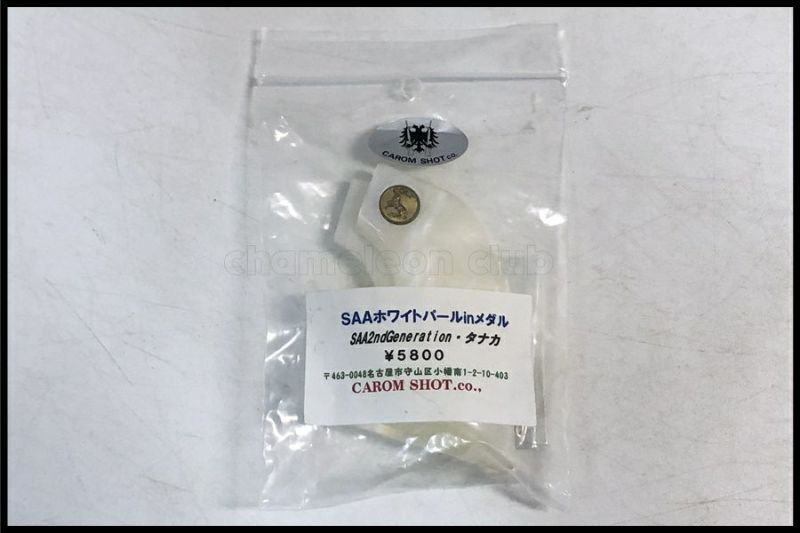 CAROM SHOT co.
chameleon club
SAAホワイトパールinメダル
SAA2ndGeneration・タナカ
¥5800
〒463-0048名古屋市守山区小幡南1-2-10-403
CAROM SHOT.co.,